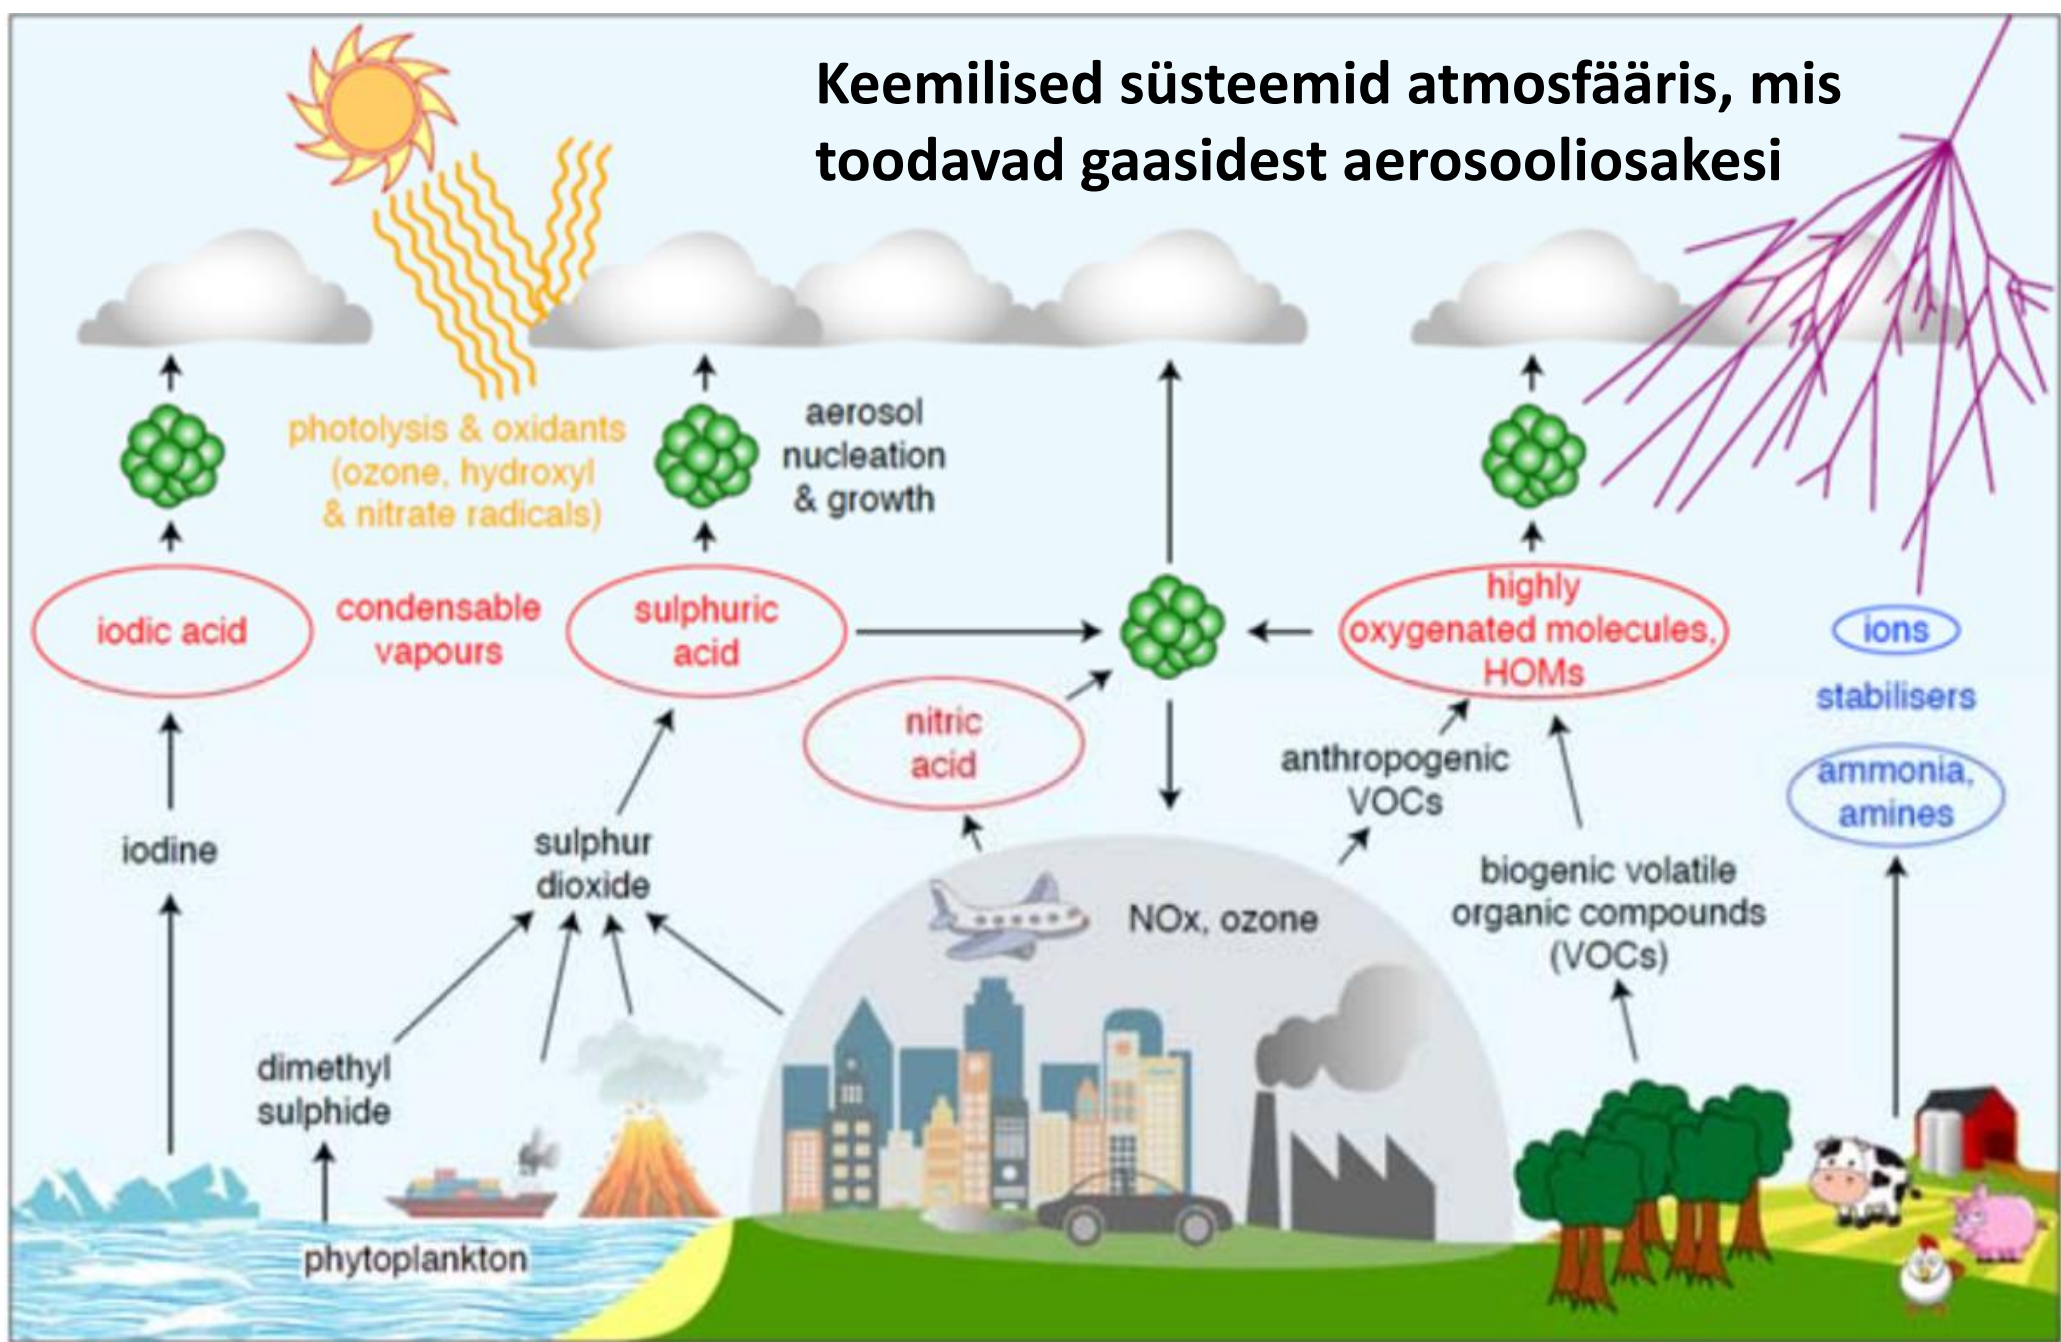 Keemilised süsteemid atmosfääris, mis
toodavad gaasidest aerosooliosakesi
photolysis & oxidants
(ozone, hydroxyl
& nitrate radicals)
aerosol
nucleation
& growth
iodic acid
condensable
vapours
sulphuric
acid
highly
oxygenated molecules,
HOMs
ions
stabilisers
nitric
acid
anthropogenic
VOCs
ammonia,
amines
iodine
sulphur
dioxide
NOx, ozone
biogenic volatile
organic compounds
(VOCs)
dimethyl
sulphide
phytoplankton